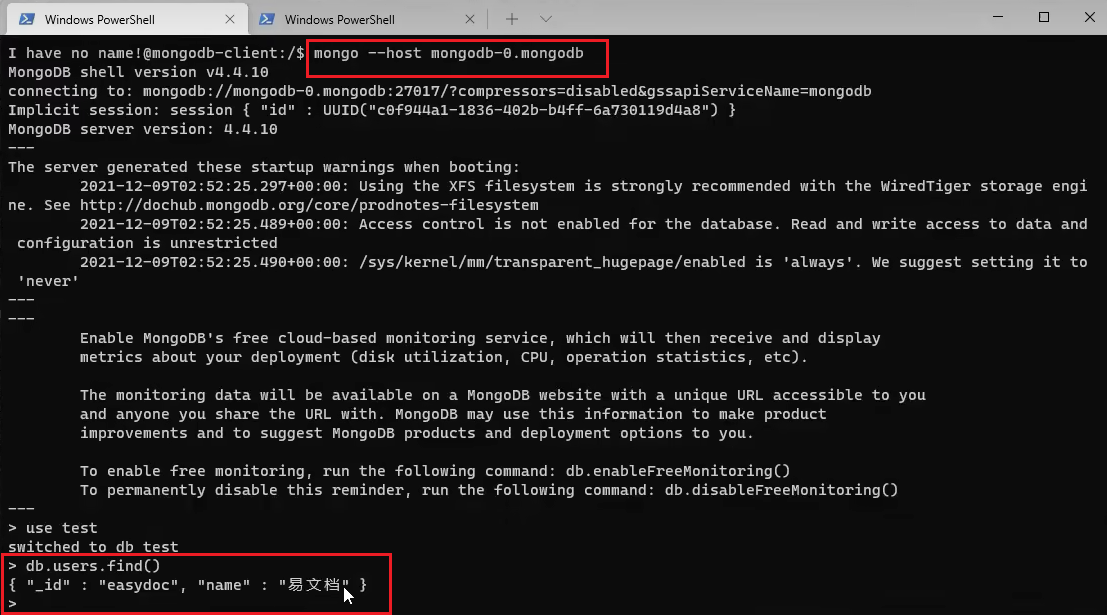 Windows PowerShell
Windows PowerShell
I have no name!@mongodb-client:/$ mongo --host mongodb-0.mongodb
MongoDB shell version v4.4.10
connecting to: mongodb://mongodb-0.mongodb:27017/?compressors=disabled&gssapiServiceName=mongodb
Implicit session: session { "id" : UUID("c0f944a1-1836-402b-b4ff-6a730119d4a8") }
MongoDB server version: 4.4.10
---
The server generated these startup warnings when booting:
        2021-12-09T02:52:25.297+00:00: Using the XFS filesystem is strongly recommended with the WiredTiger storage engi
ne. See http://dochub.mongodb.org/core/prodnotes-filesystem
        2021-12-09T02:52:25.489+00:00: Access control is not enabled for the database. Read and write access to data and
 configuration is unrestricted
        2021-12-09T02:52:25.490+00:00: /sys/kernel/mm/transparent_hugepage/enabled is 'always'. We suggest setting it to
 'never'
---
---
        Enable MongoDB's free cloud-based monitoring service, which will then receive and display
        metrics about your deployment (disk utilization, CPU, operation statistics, etc).

        The monitoring data will be available on a MongoDB website with a unique URL accessible to you
        and anyone you share the URL with. MongoDB may use this information to make product
        improvements and to suggest MongoDB products and deployment options to you.

        To enable free monitoring, run the following command: db.enableFreeMonitoring()
        To permanently disable this reminder, run the following command: db.disableFreeMonitoring()
---
> use test
switched to db test
> db.users.find()
{ "_id" : "easydoc", "name" : "易文档" }
>